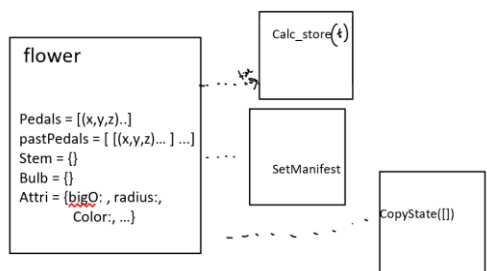 flower
Pedals = [(x,y,z)..]
pastPedals = [ [(x,y,z)... ] ...]
Stem = {}
Bulb = {}
Attri = {bigO: , radius:,
Color:, ...}
Calc_store(t)
SetManifest
CopyState([])